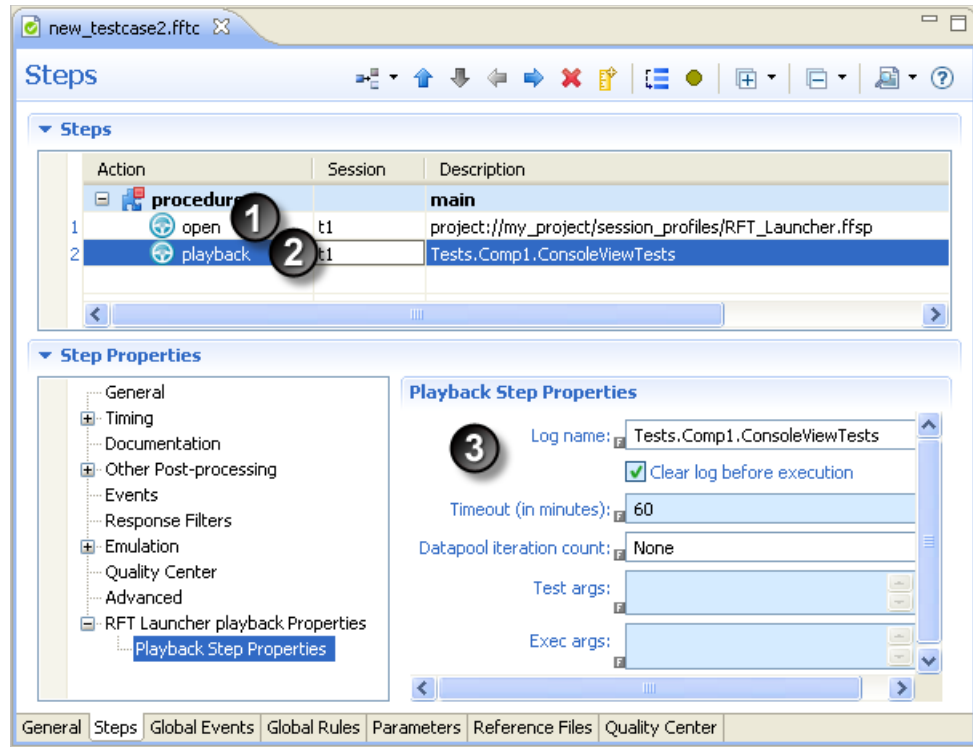 new_testcase2.fftc
Steps
Steps
Action Session Description
procedure main
1 open t1 project://my_project/session_profiles/RFT_Launcher.ffsp
2 playback t1 Tests.Comp1.ConsoleViewTests
1
2
Step Properties
General
Timing
Documentation
Other Post-processing
Events
Response Filters
Emulation
Quality Center
Advanced
RFT Launcher playback Properties
Playback Step Properties
Playback Step Properties
3
Log name: F Tests.Comp1.ConsoleViewTests
Clear log before execution
Timeout (in minutes): F 60
Datapool iteration count: F None
Test args: F
Exec args: F
General Steps Global Events Global Rules Parameters Reference Files Quality Center